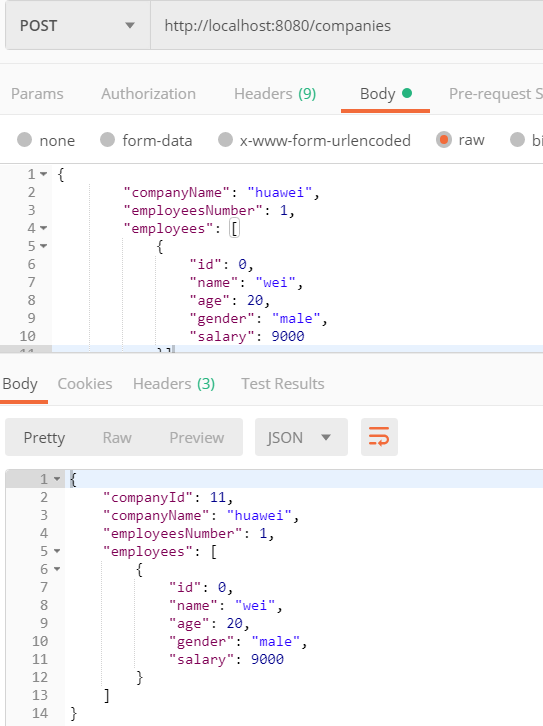 POST http://localhost:8080/companies
Params Authorization Headers (9) Body Pre-request S
none form-data x-www-form-urlencoded raw bi
1 {
2 "companyName": "huawei",
3 "employeesNumber": 1,
4 "employees": [
5 {
6 "id": 0,
7 "name": "wei",
8 "age": 20,
9 "gender": "male",
10 "salary": 9000
11 }]
Body Cookies Headers (3) Test Results
Pretty Raw Preview JSON
1 {
2 "companyId": 11,
3 "companyName": "huawei",
4 "employeesNumber": 1,
5 "employees": [
6 {
7 "id": 0,
8 "name": "wei",
9 "age": 20,
10 "gender": "male",
11 "salary": 9000
12 }
13 ]
14 }